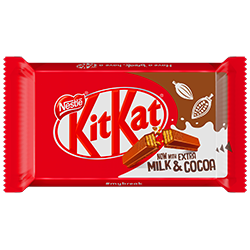 Nestlé
KitKat
NOW WITH EXTRA
MILK & COCOA
#mybreak